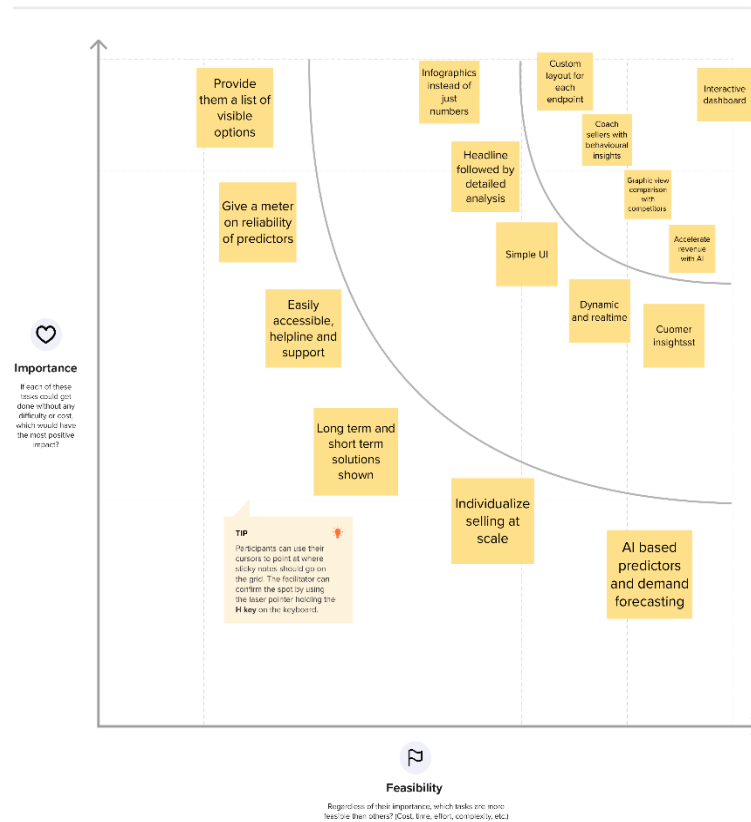 Provide
them a list of
visible
options
Infographics
instead of
just
numbers
Custom
layout for
each
endpoint
Interactive
dashboard
Coach
sellers with
behavioural
insights
Headline
followed by
detailed
analysis
Graphic view
comparison
with
competitors
Give a meter
on reliability
of predictors
Simple UI
Accelerate
revenue
with AI
Easily
accessible,
helpline and
support
Dynamic
and realtime
Cuomer
insightsst
Importance
If each of these
tasks could get
done without any
difficulty or cost,
which would have
the most positive
impact?
Long term and
short term
solutions
shown
Individualize
selling at
scale
AI based
predictors
and demand
forecasting
TIP
Participants can use their
cursors to point at where
sticky notes should go on
the grid. The facilitator can
confirm the spot by using
the laser pointer holding the
H key on the keyboard.
Feasibility
Regardless of their importance, which tasks are more
feasible than others? (Cost, time, effort, complexity, etc.)